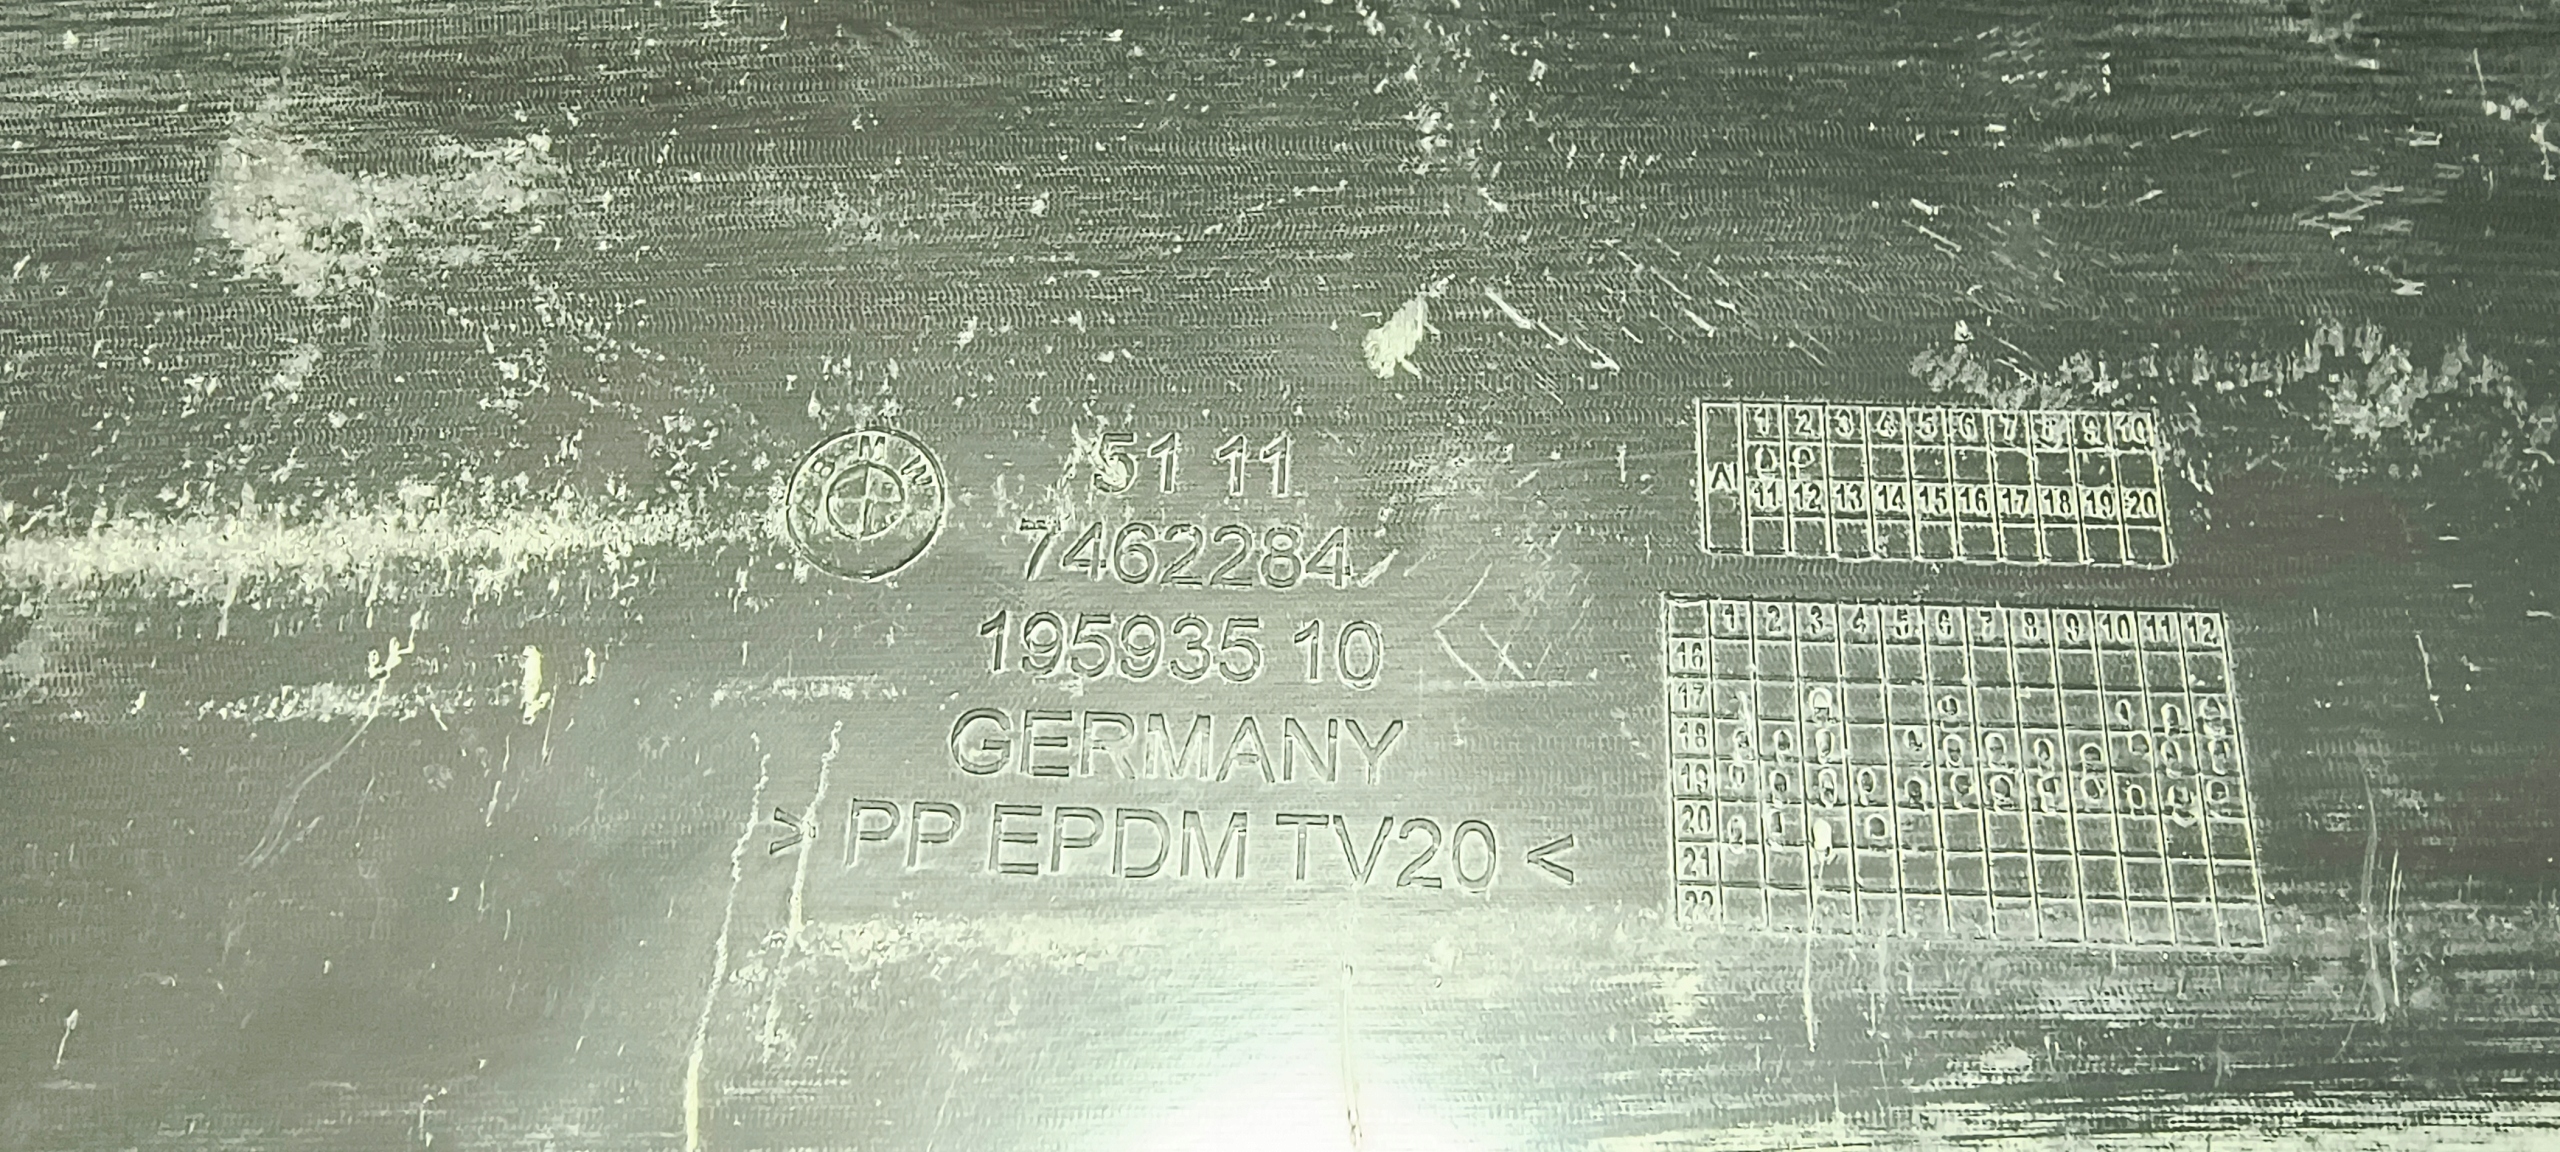 BMW
51 11
7462284
195935 10
GERMANY
> PP EPDM TV20 <
A
1 2 3 4 5 6 7 8 9 10
11 12 13 14 15 16 17 18 19 20
1 2 3 4 5 6 7 8 9 10 11 12
16
17
18
19
20
21
22